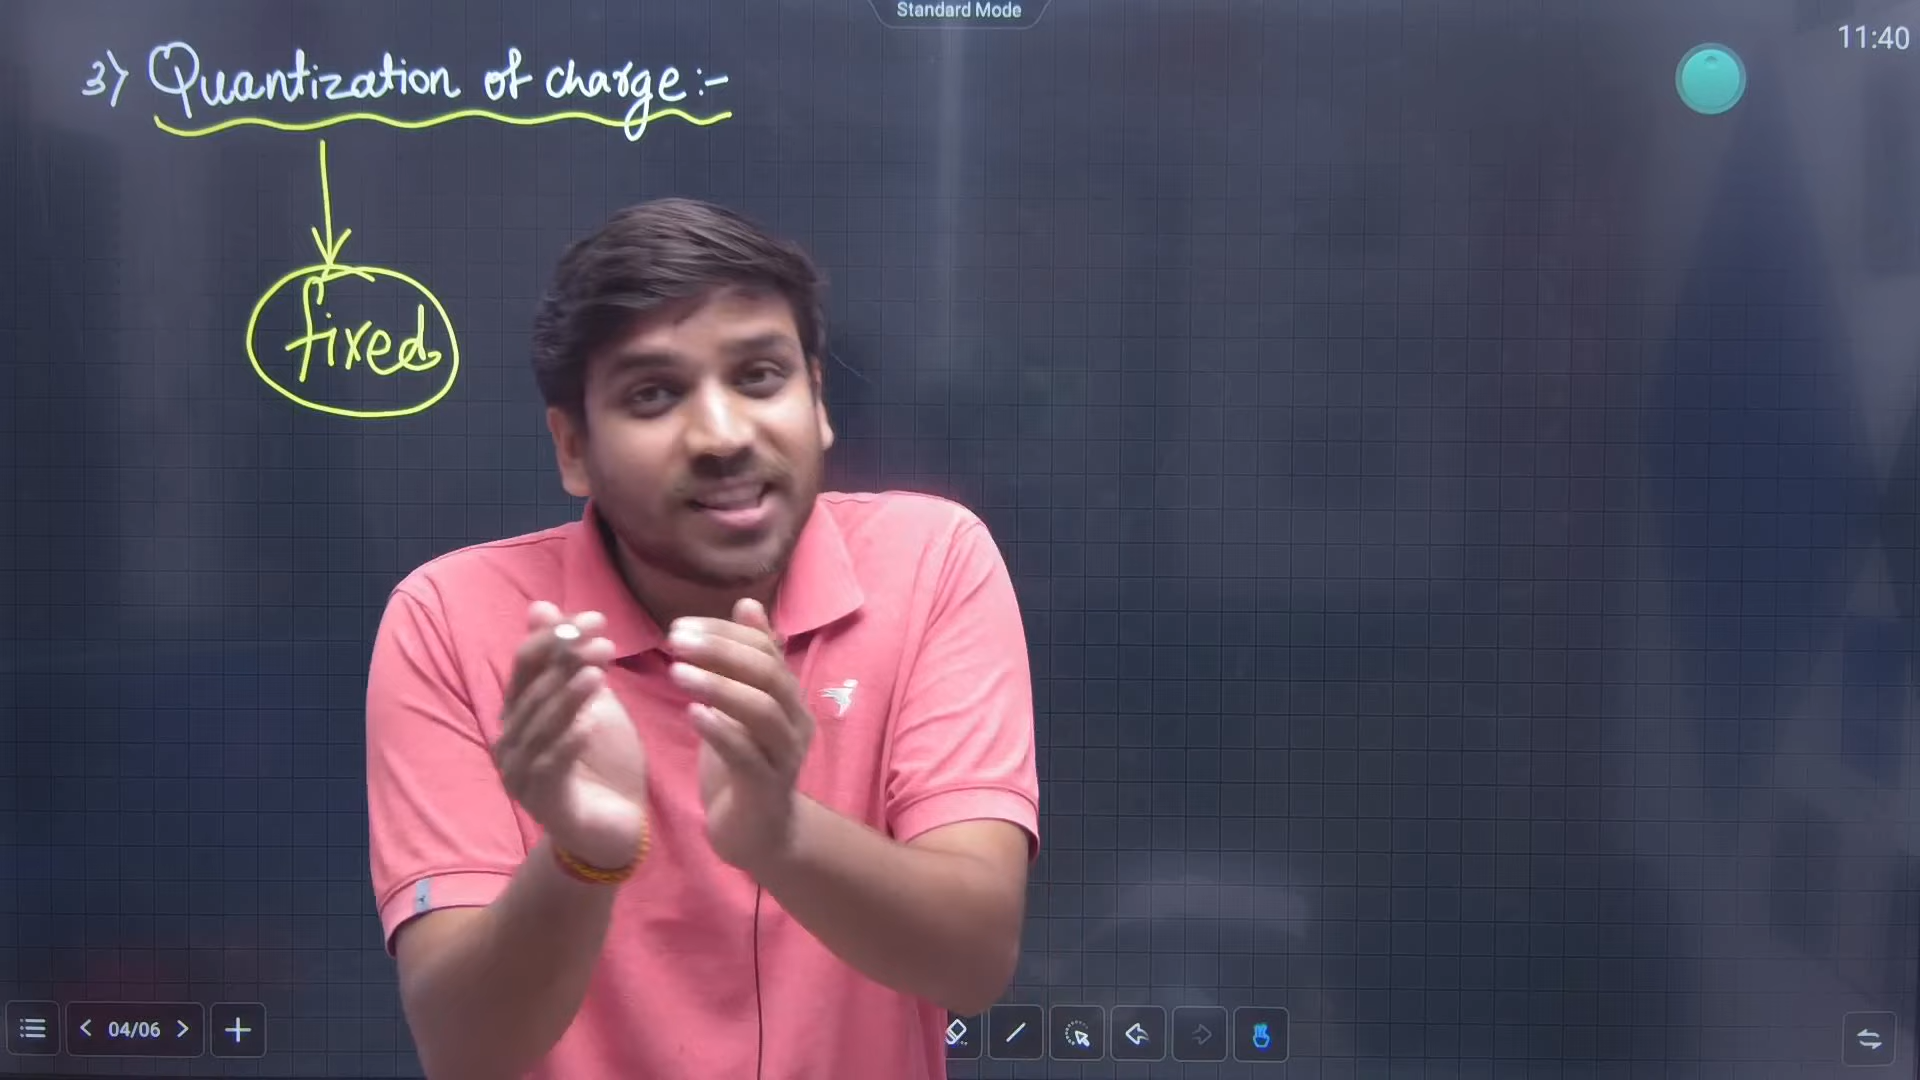 Standard Mode
11:40
3) Quantization of charge:-
fixed
04/06